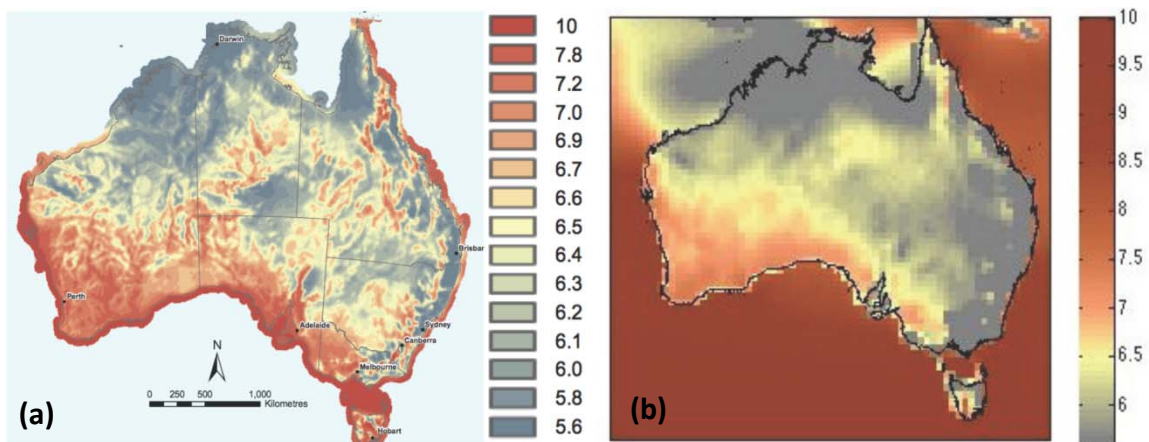 Darwin
Brisban
Perth
Adelaide
Sydney
Canberra
Melbourne
Hobart
N
0 250 500 1,000
Kilometres
(a)
10
7.8
7.2
7.0
6.9
6.7
6.6
6.5
6.4
6.3
6.2
6.1
6.0
5.8
5.6
(b)
10
9.5
9
8.5
8
7.5
7
6.5
6